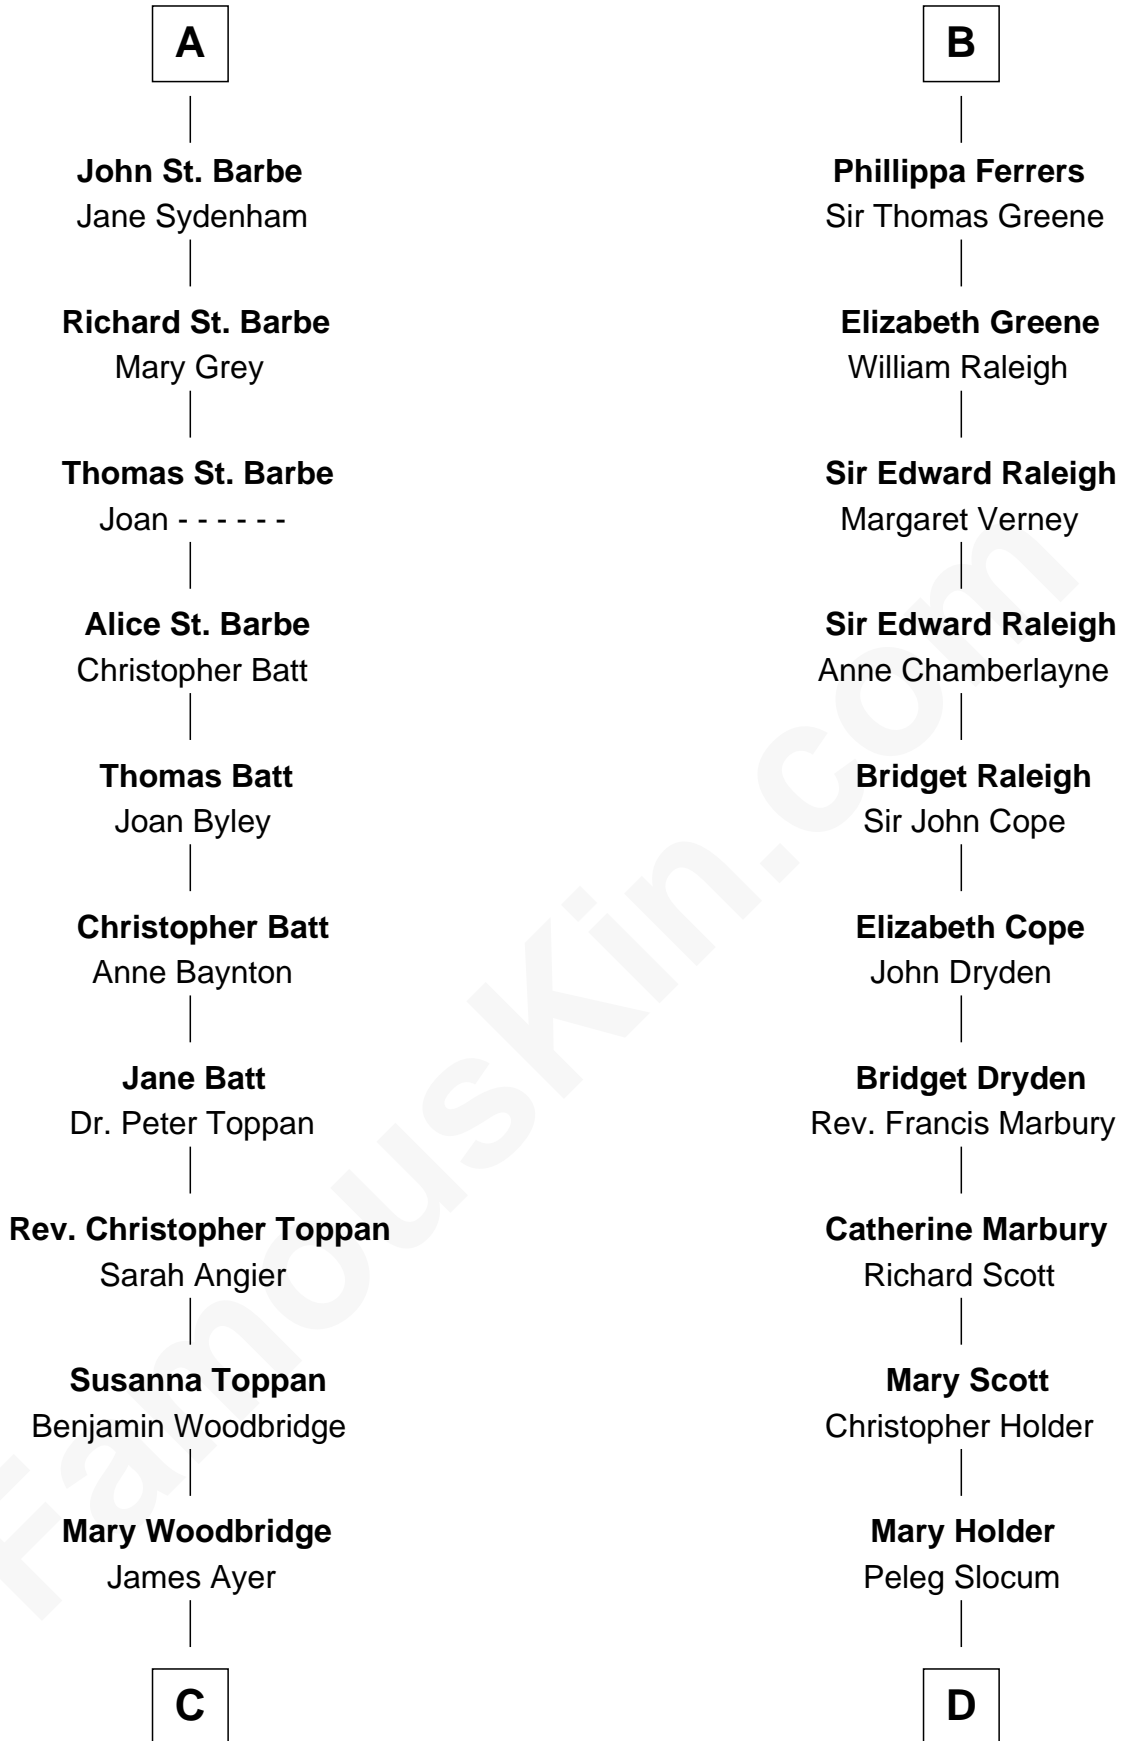 A
John St. Barbe
Jane Sydenham
Richard St. Barbe
Mary Grey
Thomas St. Barbe
Joan - - - - - -
Alice St. Barbe
Christopher Batt
Thomas Batt
Joan Byley
Christopher Batt
Anne Baynton
Jane Batt
Dr. Peter Toppan
Rev. Christopher Toppan
Sarah Angier
Susanna Toppan
Benjamin Woodbridge
Mary Woodbridge
James Ayer
C
B
Phillippa Ferrers
Sir Thomas Greene
Elizabeth Greene
William Raleigh
Sir Edward Raleigh
Margaret Verney
Sir Edward Raleigh
Anne Chamberlayne
Bridget Raleigh
Sir John Cope
Elizabeth Cope
John Dryden
Bridget Dryden
Rev. Francis Marbury
Catherine Marbury
Richard Scott
Mary Scott
Christopher Holder
Mary Holder
Peleg Slocum
D
FamousKin.com